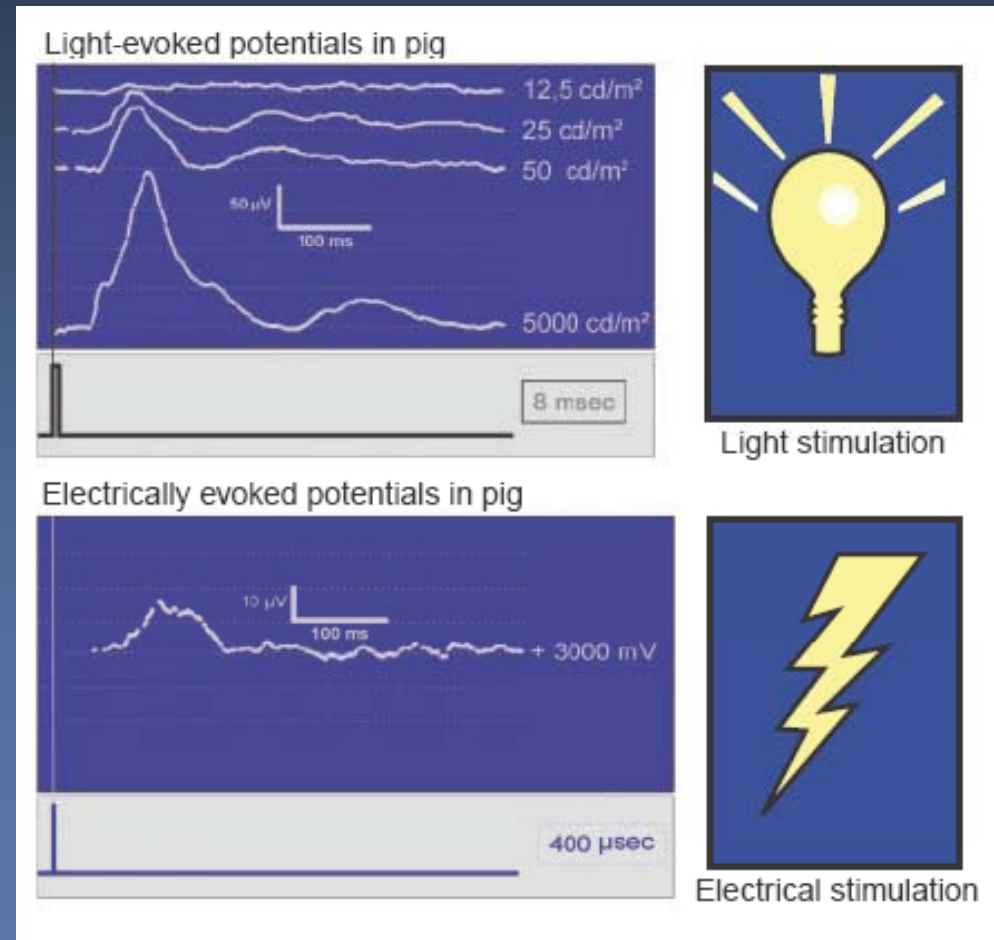 Light-evoked potentials in pig
12,5 cd/m²
25 cd/m²
50 cd/m²
50 µV
100 ms
5000 cd/m²
8 msec
Light stimulation
Electrically evoked potentials in pig
10 µV
100 ms
+ 3000 mV
400 µsec
Electrical stimulation